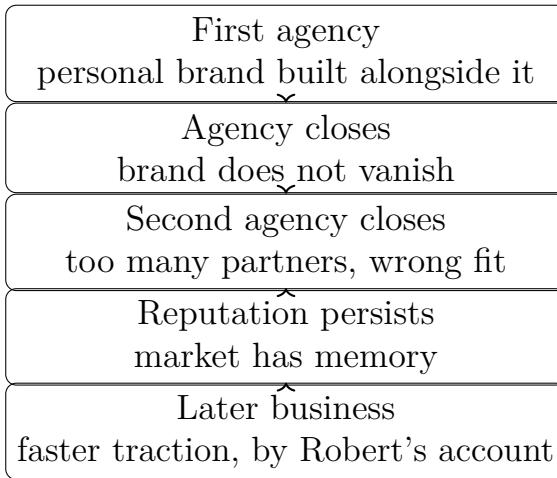 First agency
personal brand built alongside it
Agency closes
brand does not vanish
Second agency closes
too many partners, wrong fit
Reputation persists
market has memory
Later business
faster traction, by Robert's account